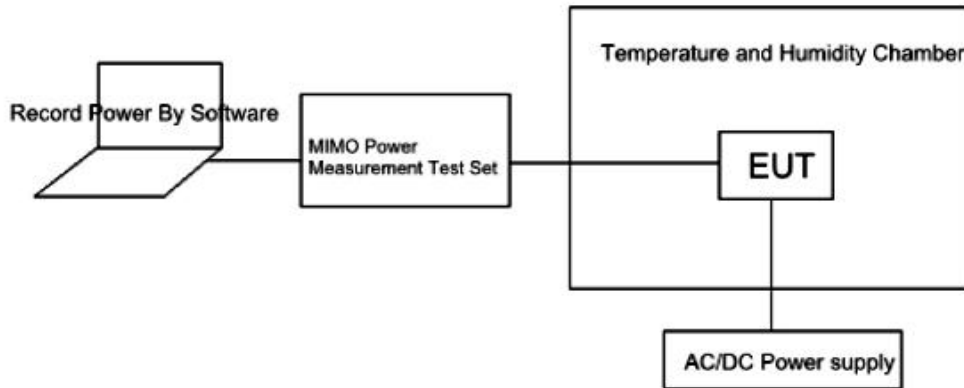 Temperature and Humidity Chamber
Record Power By Software
MIMO Power
Measurement Test Set
EUT
AC/DC Power supply